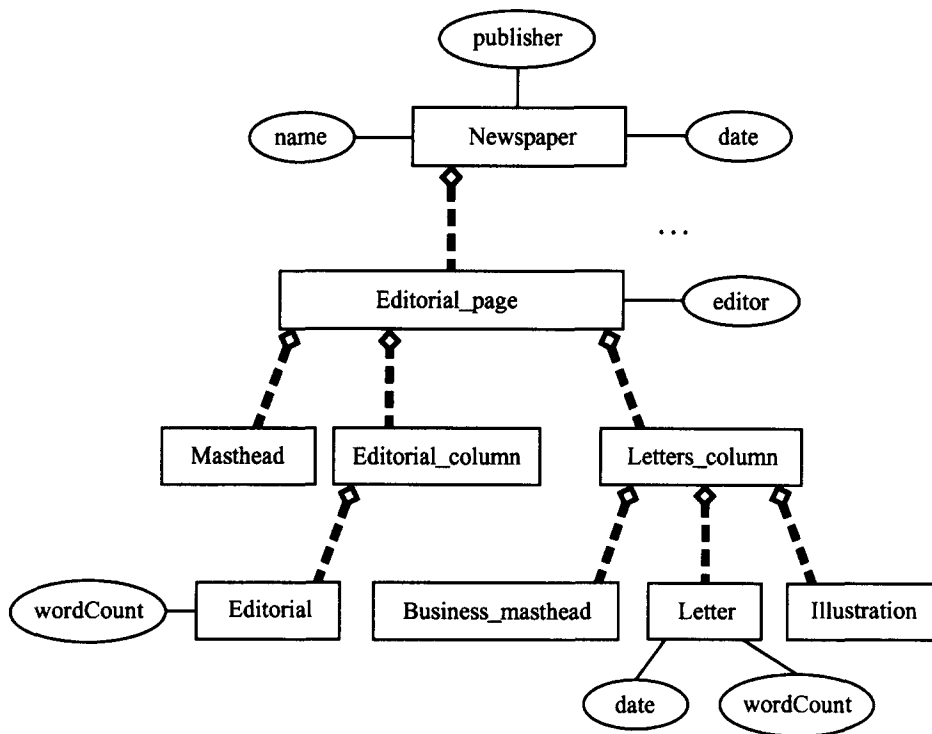 publisher
name
Newspaper
date
...
Editorial_page
editor
Masthead
Editorial_column
Letters_column
wordCount
Editorial
Business_masthead
Letter
Illustration
date
wordCount